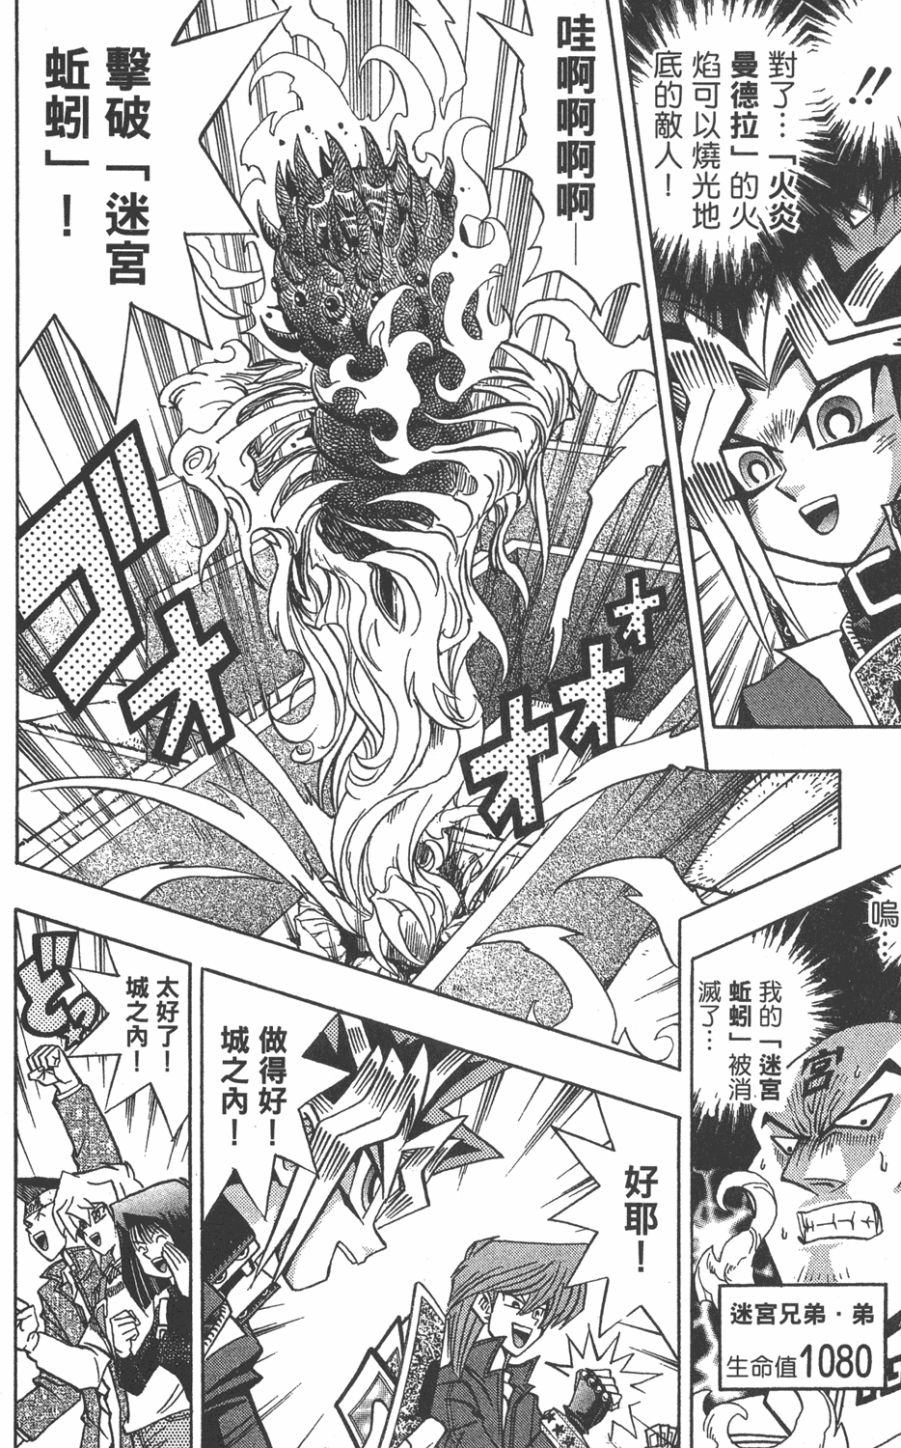 !!
對了…「火炎
曼德拉」的火
焰可以燒光地
底的敵人！
哇啊啊啊啊——
擊破「迷宮
蚯蚓」！
ゴオオオオ
嗚…
我的「迷宮
蚯蚓」被消
滅了…
宮
迷宮兄弟·弟
生命值1080
好耶！
做得好！
城之內！
太好了！
城之內！
どっ